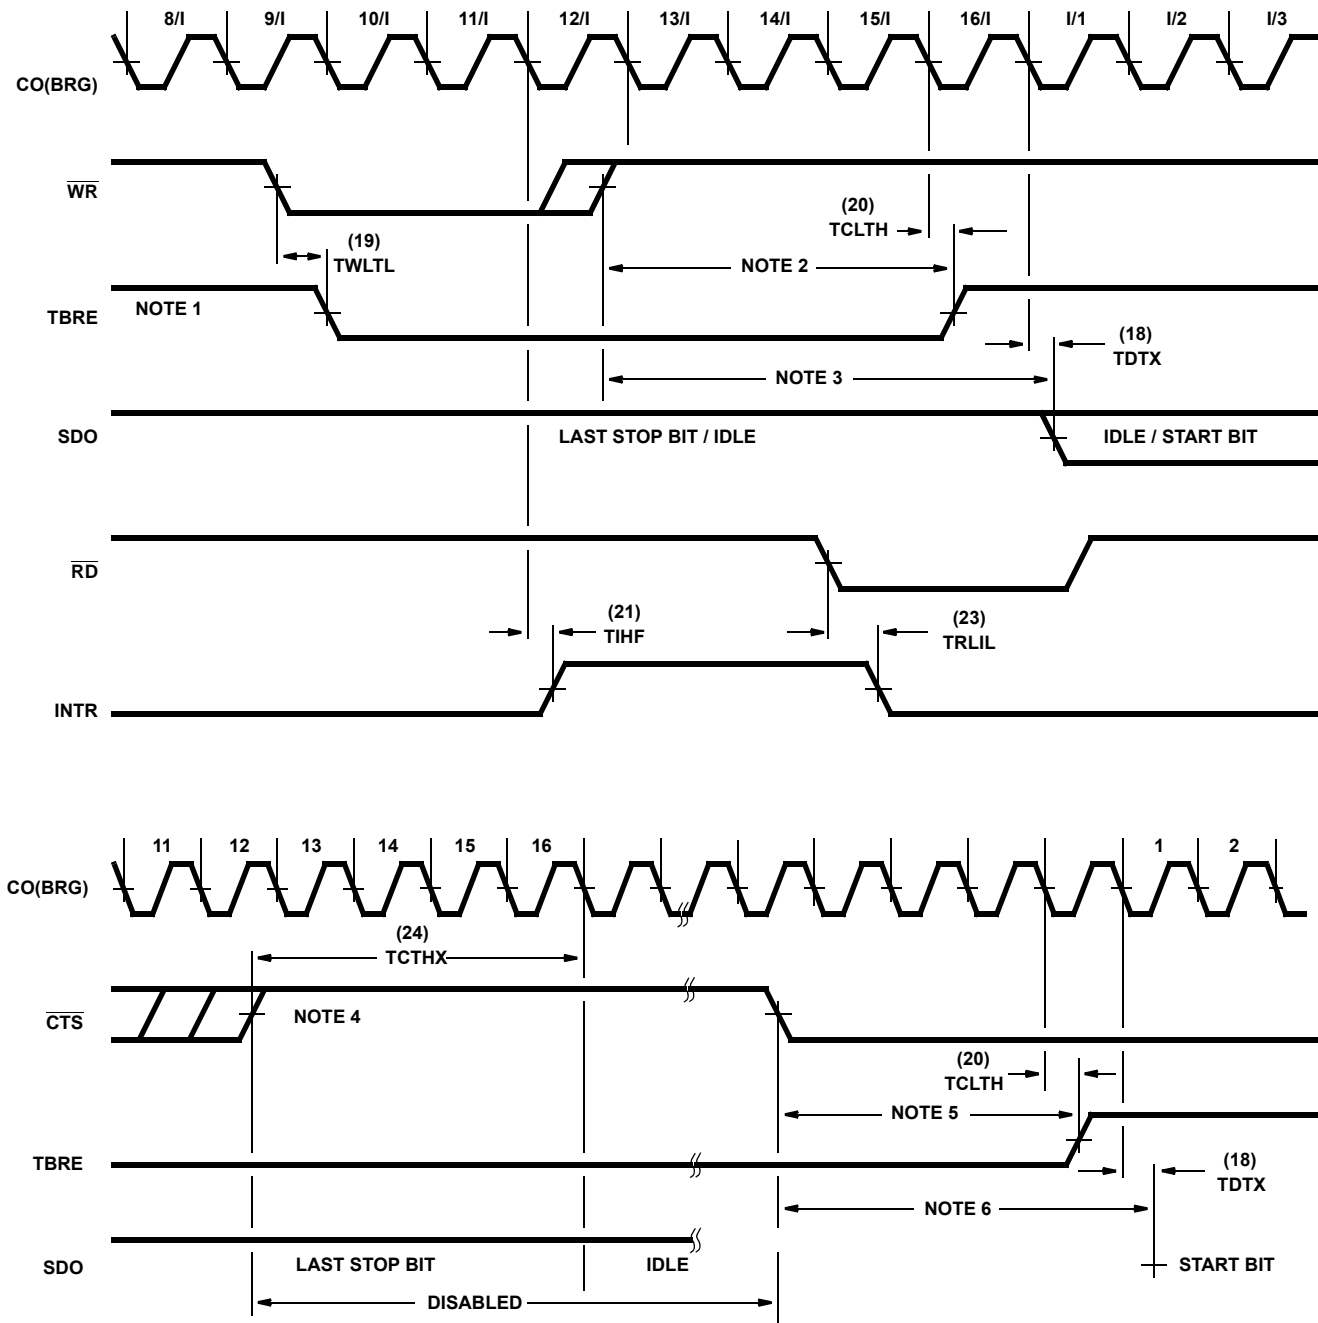 8/I 9/I 10/I 11/I 12/I 13/I 14/I 15/I 16/I I/1 I/2 I/3
CO(BRG)
WR
(20)
TCLTH
(19)
TWLTL
NOTE 2
NOTE 1
TBRE
(18)
TDTX
NOTE 3
SDO
LAST STOP BIT / IDLE
IDLE / START BIT
RD
(21)
TIHF
(23)
TRLIL
INTR
11 12 13 14 15 16 1 2
CO(BRG)
(24)
TCTHX
CTS
NOTE 4
(20)
TCLTH
NOTE 5
TBRE
(18)
TDTX
NOTE 6
SDO
LAST STOP BIT
IDLE
START BIT
DISABLED